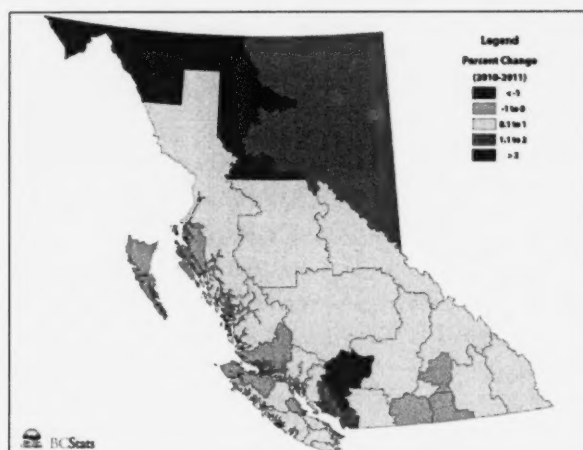 Legend
Percent Change
(2010-2011)
< -1
-1 to 0
0.1 to 1
1.1 to 2
> 2
BCStats